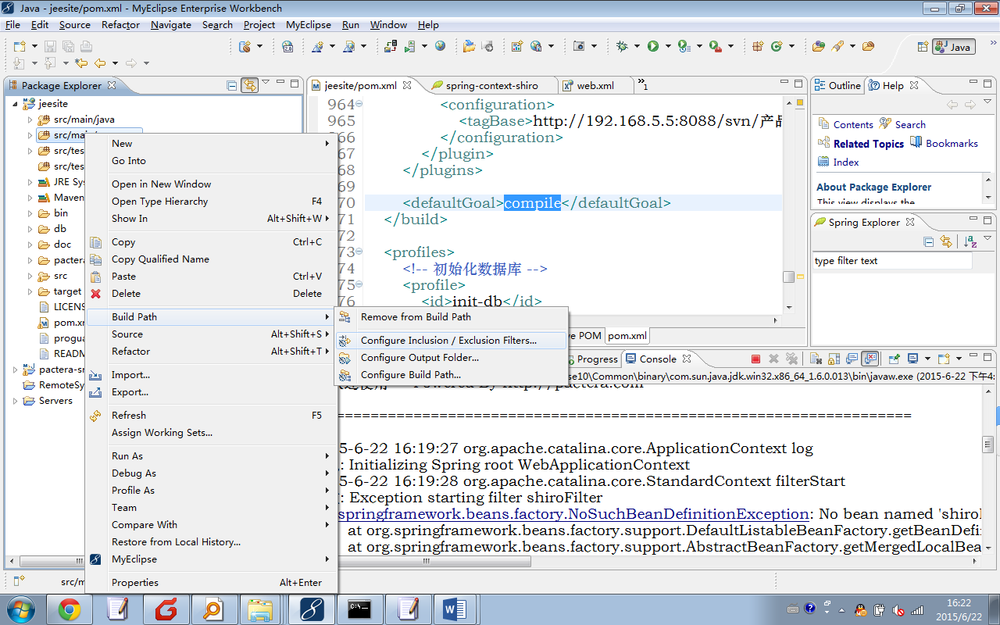 Java - jeesite/pom.xml - MyEclipse Enterprise Workbench
File Edit Source Refactor Navigate Search Project MyEclipse Run Window Help
Java
Package Explorer
jeesite
src/main/java
src/main/
src/tes
src/tes
JRE Sys
Maven
bin
db
doc
pactera
src
target
LICEN
pom.xm
progua
READM
pactera-sr
RemoteSy
Servers
New
Go Into
Open in New Window
Open Type Hierarchy F4
Show In Alt+Shift+W
Copy Ctrl+C
Copy Qualified Name
Paste Ctrl+V
Delete Delete
Build Path
Source Alt+Shift+S
Refactor Alt+Shift+T
Import...
Export...
Refresh F5
Assign Working Sets...
Run As
Debug As
Profile As
Team
Compare With
Restore from Local History...
MyEclipse
Properties Alt+Enter
Remove from Build Path
Configure Inclusion / Exclusion Filters...
Configure Output Folder...
Configure Build Path...
jeesite/pom.xml spring-context-shiro web.xml »1
964 <configuration>
965 <tagBase>http://192.168.5.5:8088/svn/产品
66 </configuration>
67 </plugin>
68 </plugins>
69
70 <defaultGoal>compile</defaultGoal>
71 </build>
72
73 <profiles>
74 <!-- 初始化数据库 -->
75 <profile>
76 <id>init-db</id>
ve POM pom.xml
Outline Help
Contents Search
Related Topics Bookmarks
Index
About Package Explorer
This view displays the
Spring Explorer
type filter text
Progress Console
se10\Common\binary\com.sun.java.jdk.win32.x86_64_1.6.0.013\bin\javaw.exe (2015-6-22 下午4:
Powered By http://pactera.com
======================================================================
5-6-22 16:19:27 org.apache.catalina.core.ApplicationContext log
: Initializing Spring root WebApplicationContext
5-6-22 16:19:28 org.apache.catalina.core.StandardContext filterStart
: Exception starting filter shiroFilter
springframework.beans.factory.NoSuchBeanDefinitionException: No bean named 'shiroF
at org.springframework.beans.factory.support.DefaultListableBeanFactory.getBeanDefi
at org.springframework.beans.factory.support.AbstractBeanFactory.getMergedLocalBea
src/m
16:22
2015/6/22